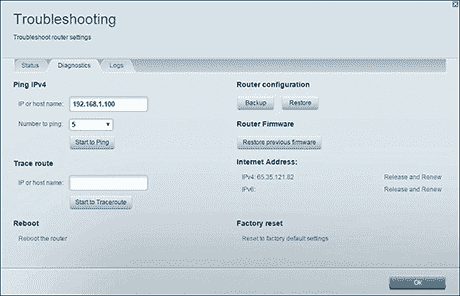 Troubleshooting
Troubleshoot router settings
Status Diagnostics Logs
Ping IPv4
IP or host name: 192.168.1.100
Number to ping: 5
Start to Ping
Trace route
IP or host name:
Start to Traceroute
Reboot
Reboot the router
Router configuration
Backup Restore
Router Firmware
Restore previous firmware
Internet Address:
IPv4: 65.35.121.82 Release and Renew
IPv6: Release and Renew
Factory reset
Reset to factory default settings
Ok